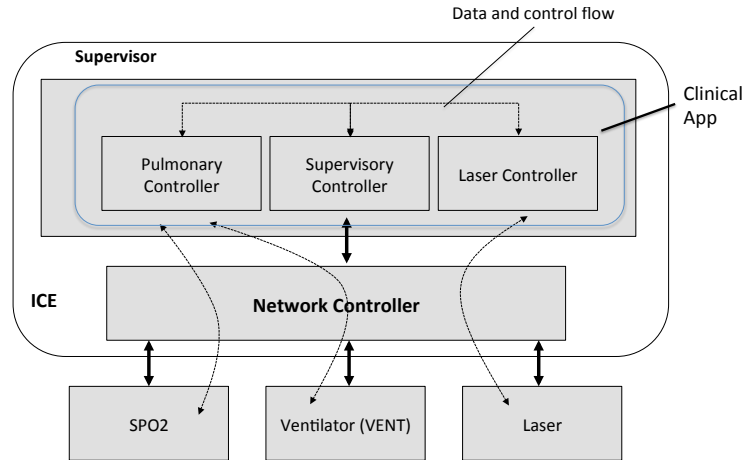 Data and control flow
Supervisor
Clinical
App
Pulmonary
Controller
Supervisory
Controller
Laser Controller
ICE
Network Controller
SPO2
Ventilator (VENT)
Laser